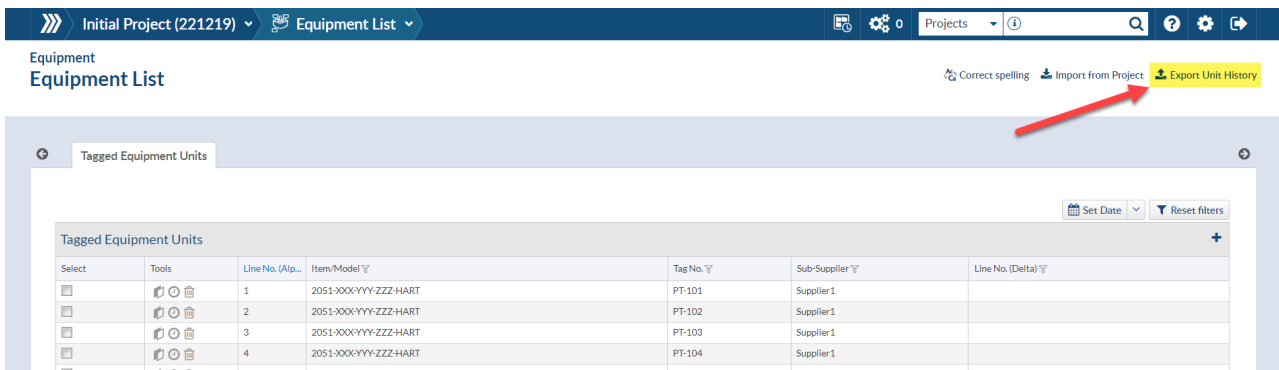 Initial Project (221219) Equipment List 0 Projects
Equipment
Equipment List
Correct spelling Import from Project Export Unit History
Tagged Equipment Units
Set Date Reset filters
Tagged Equipment Units +
Select Tools Line No. (Alp... Item/Model Tag No. Sub-Supplier Line No. (Delta)
1 2051-XXX-YYY-ZZZ-HART PT-101 Supplier1
2 2051-XXX-YYY-ZZZ-HART PT-102 Supplier1
3 2051-XXX-YYY-ZZZ-HART PT-103 Supplier1
4 2051-XXX-YYY-ZZZ-HART PT-104 Supplier1